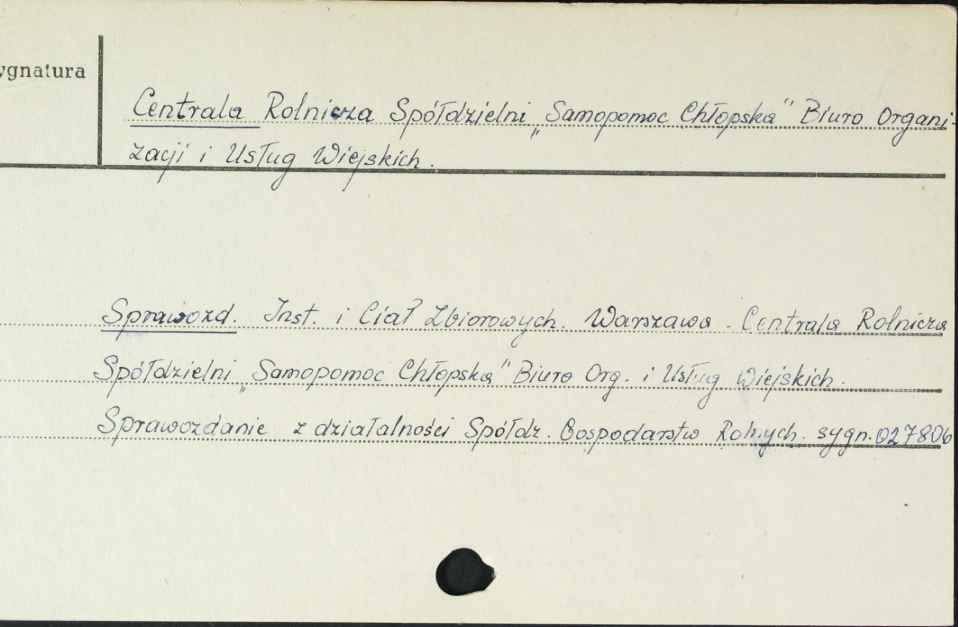 ygnatura
Centrala Rolnicza Spółdzielni „Samopomoc Chłopska" Biuro Organi-
zacji i Usług Wiejskich.
Sprawozd. Inst. i Ciał Zbiorowych. Warszawa. Centrala Rolnicza
Spółdzielni „Samopomoc Chłopska" Biuro Org. i Usług Wiejskich.
Sprawozdanie z działalności Spółdz. Gospodarstw Rolnych. sygn. 027806